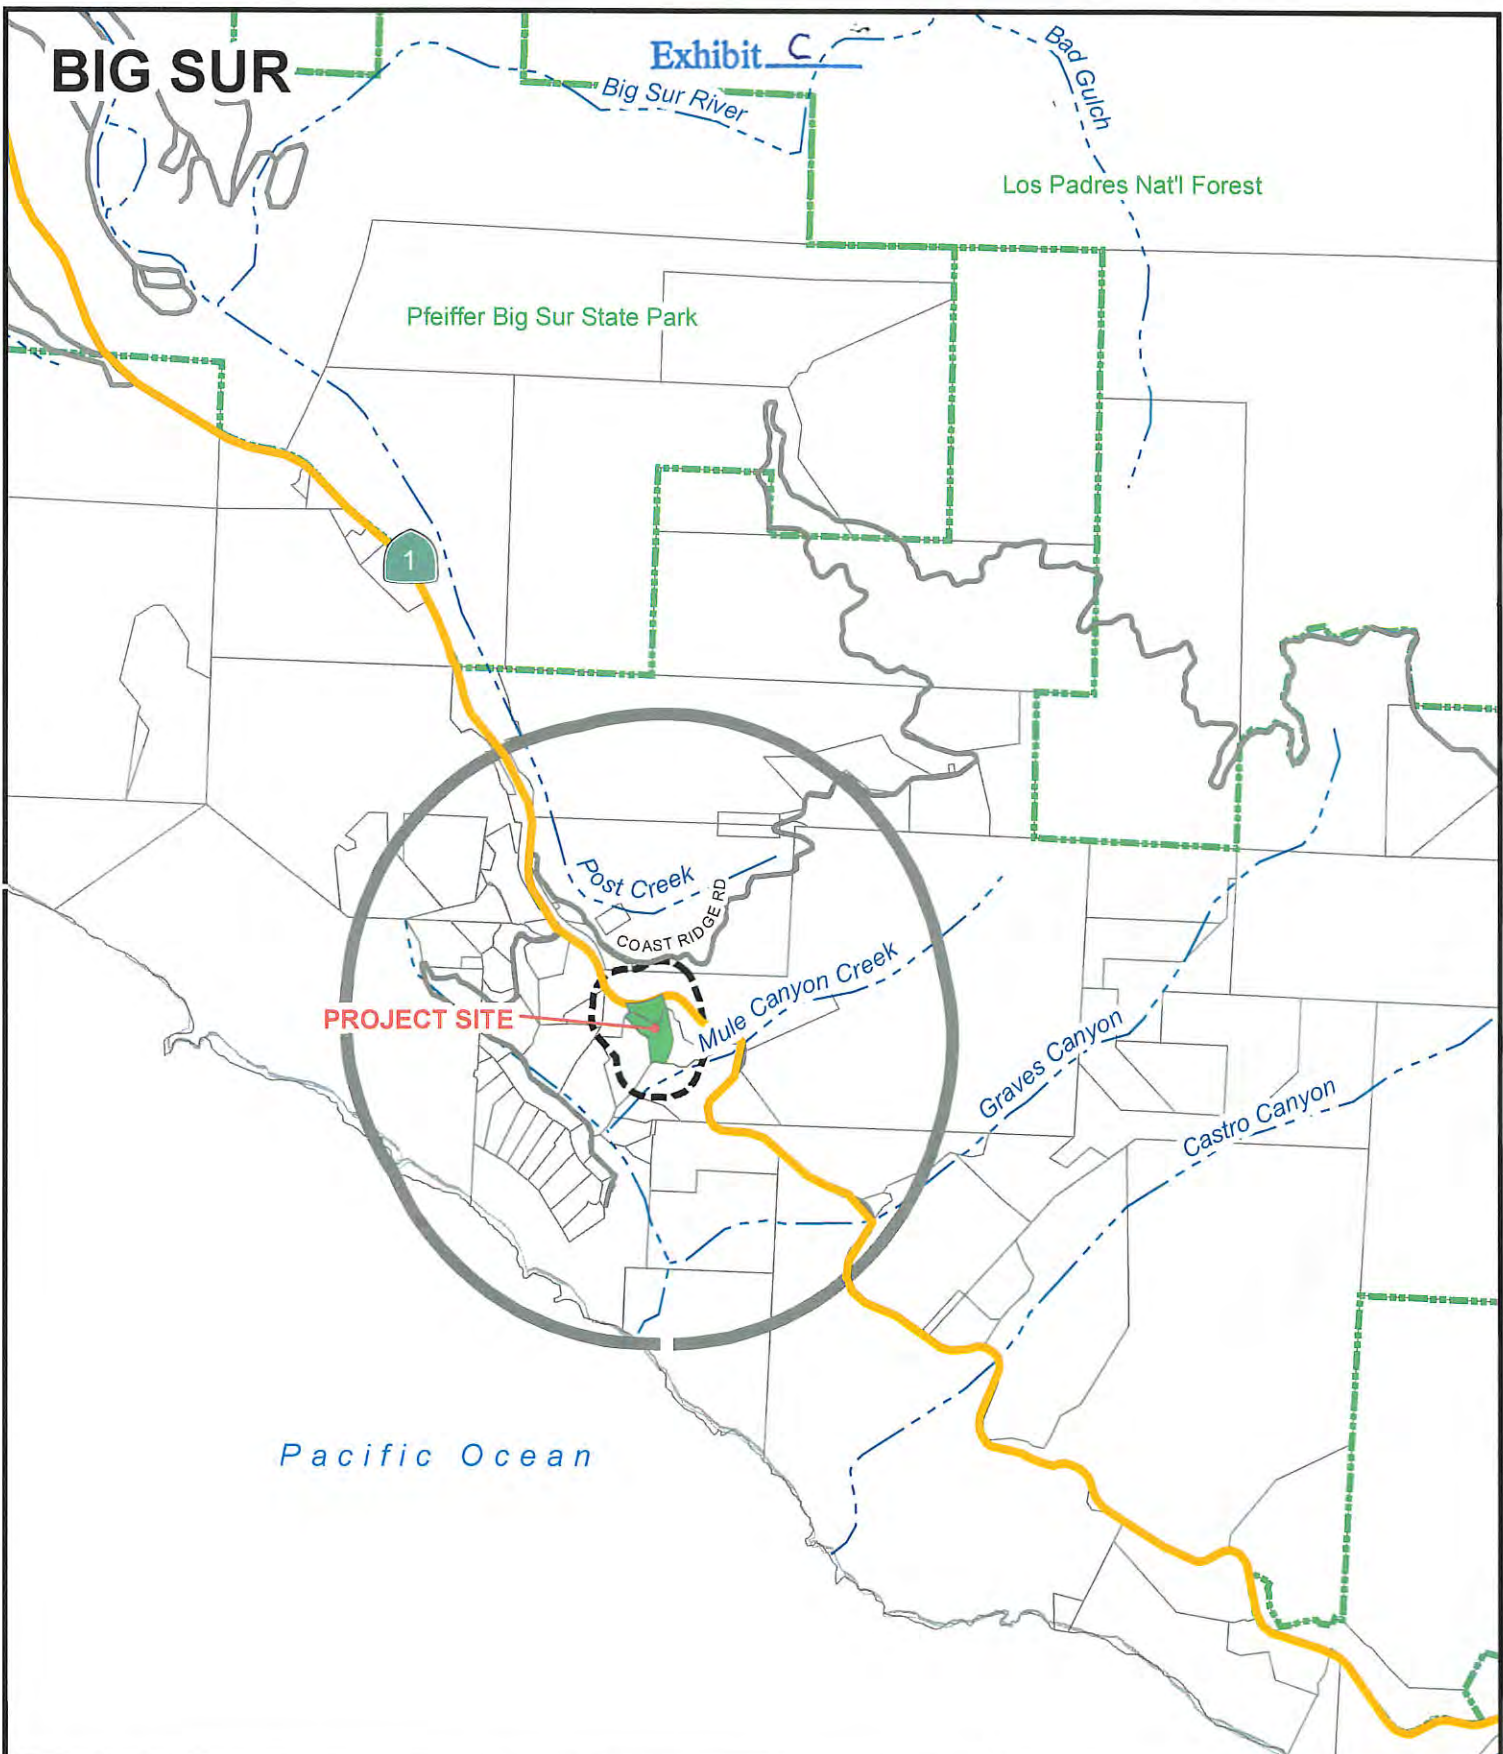 BIG SUR
Exhibit C
Big Sur River
Bad Gulch
Los Padres Nat'l Forest
Pfeiffer Big Sur State Park
1
Post Creek
COAST RIDGE RD
Mule Canyon Creek
PROJECT SITE
Graves Canyon
Castro Canyon
Pacific Ocean